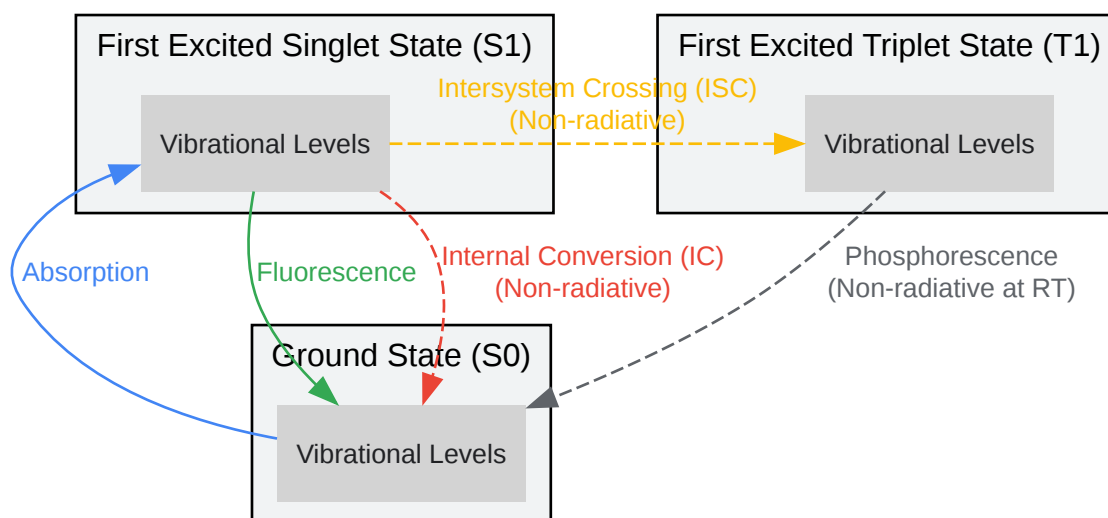 First Excited Singlet State (S1)
First Excited Triplet State (T1)
Intersystem Crossing (ISC)
(Non-radiative)
Vibrational Levels
Vibrational Levels
Absorption
Fluorescence
Internal Conversion (IC)
(Non-radiative)
Phosphorescence
(Non-radiative at RT)
Ground State (S0)
Vibrational Levels